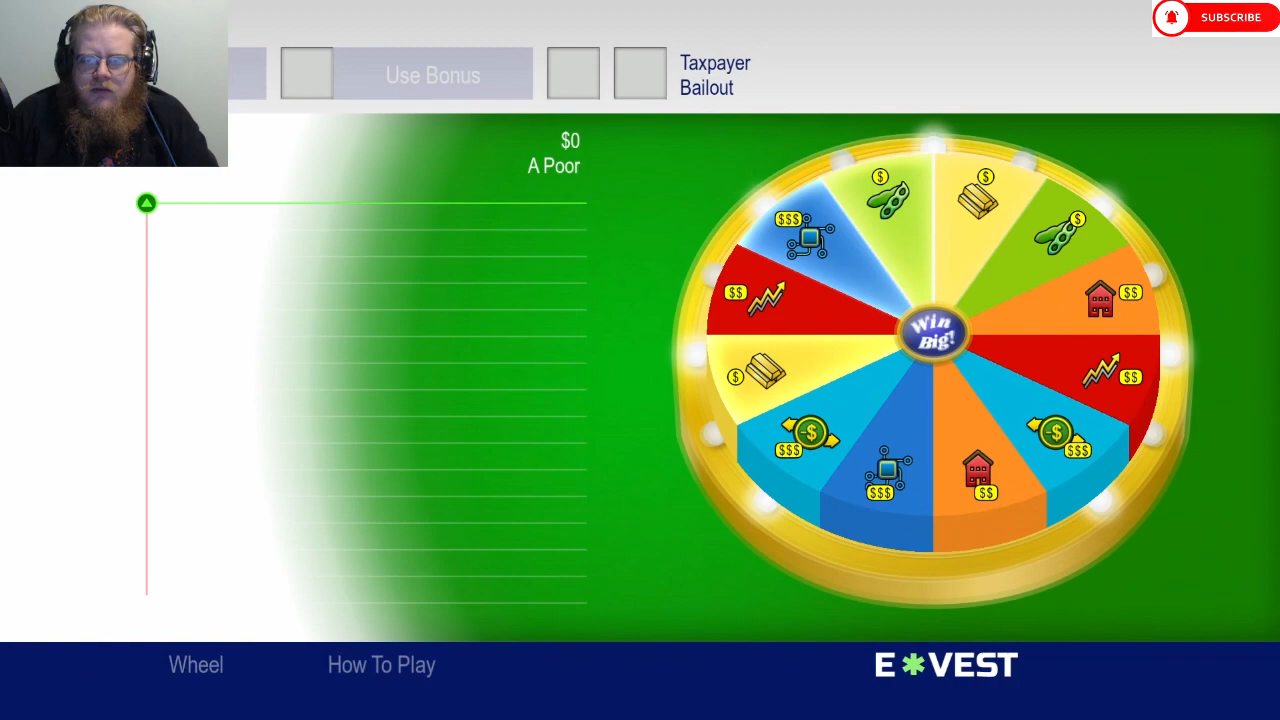 SUBSCRIBE
Use Bonus
Taxpayer
Bailout
$0
A Poor
$
$
$$$
$
$$
$$
Win
Big!
$
$$
-$
$$$
-$
$$$
$$$
$$
Wheel
How To Play
E*VEST